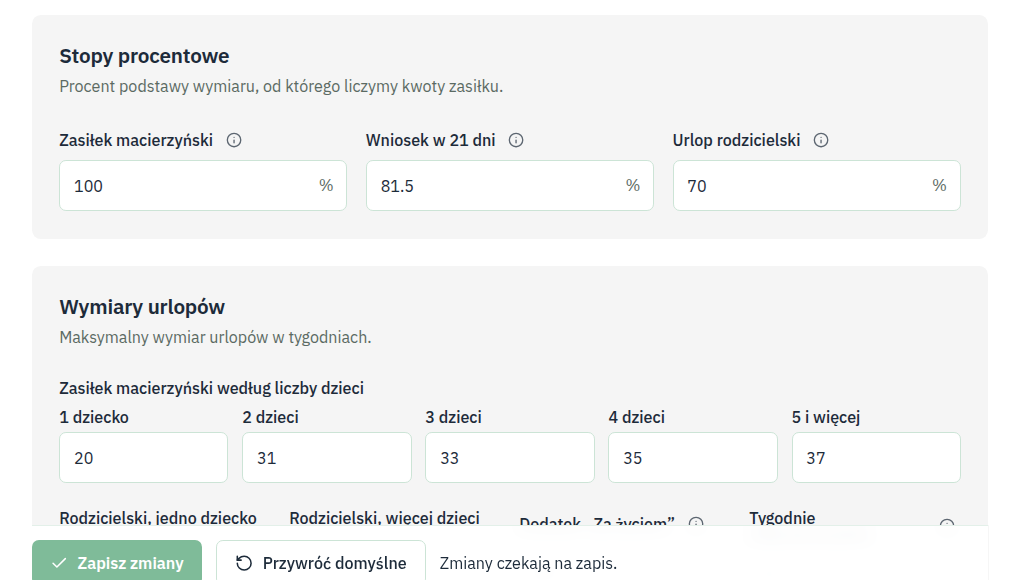 Stopy procentowe
Procent podstawy wymiaru, od którego liczymy kwoty zasiłku.
Zasiłek macierzyński
Wniosek w 21 dni
Urlop rodzicielski
100 %
81.5 %
70 %
Wymiary urlopów
Maksymalny wymiar urlopów w tygodniach.
Zasiłek macierzyński według liczby dzieci
1 dziecko
2 dzieci
3 dzieci
4 dzieci
5 i więcej
20
31
33
35
37
Rodzicielski, jedno dziecko
Rodzicielski, więcej dzieci
Dodatek „Za życiem”
Tygodnie
Zapisz zmiany
Przywróć domyślne
Zmiany czekają na zapis.